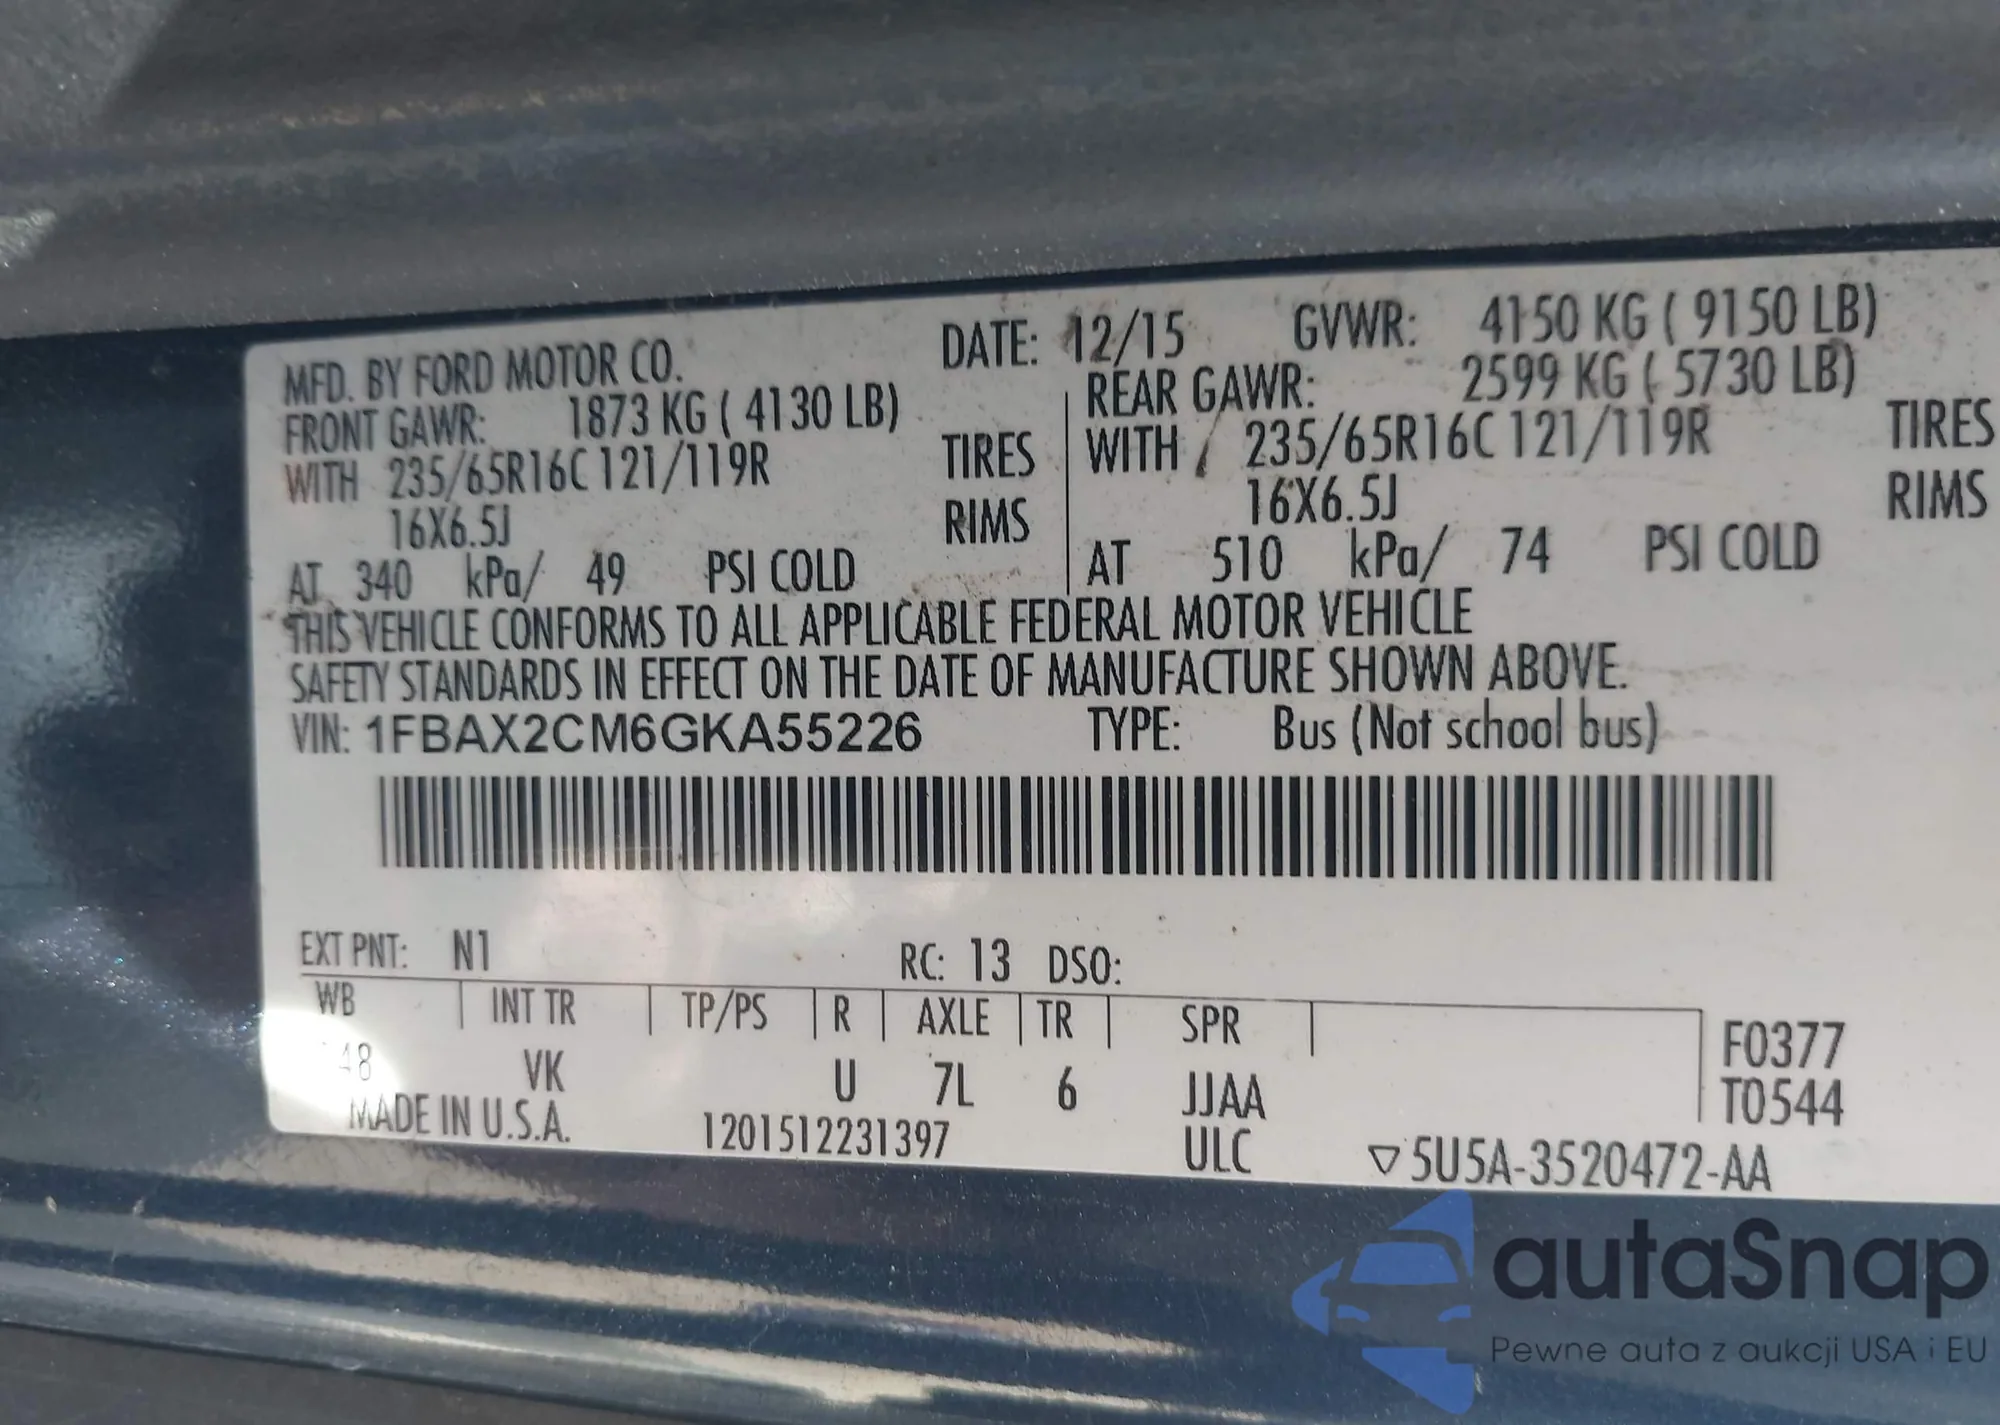 MFD. BY FORD MOTOR CO. DATE: 12/15 GVWR: 4150 KG ( 9150 LB)
FRONT GAWR: 1873 KG ( 4130 LB) REAR GAWR: 2599 KG ( 5730 LB)
WITH 235/65R16C 121/119R TIRES WITH 235/65R16C 121/119R TIRES
16X6.5J RIMS 16X6.5J RIMS
AT 340 kPa/ 49 PSI COLD AT 510 kPa/ 74 PSI COLD
THIS VEHICLE CONFORMS TO ALL APPLICABLE FEDERAL MOTOR VEHICLE
SAFETY STANDARDS IN EFFECT ON THE DATE OF MANUFACTURE SHOWN ABOVE.
VIN: 1FBAX2CM6GKA55226 TYPE: Bus (Not school bus)
EXT PNT: N1 RC: 13 DSO:
WB INT TR TP/PS R AXLE TR SPR F0377
VK U 7L 6 JJAA T0544
MADE IN U.S.A. 1201512231397 ULC ▽5U5A-3520472-AA
autaSnap
Pewne auta z aukcji USA i EU